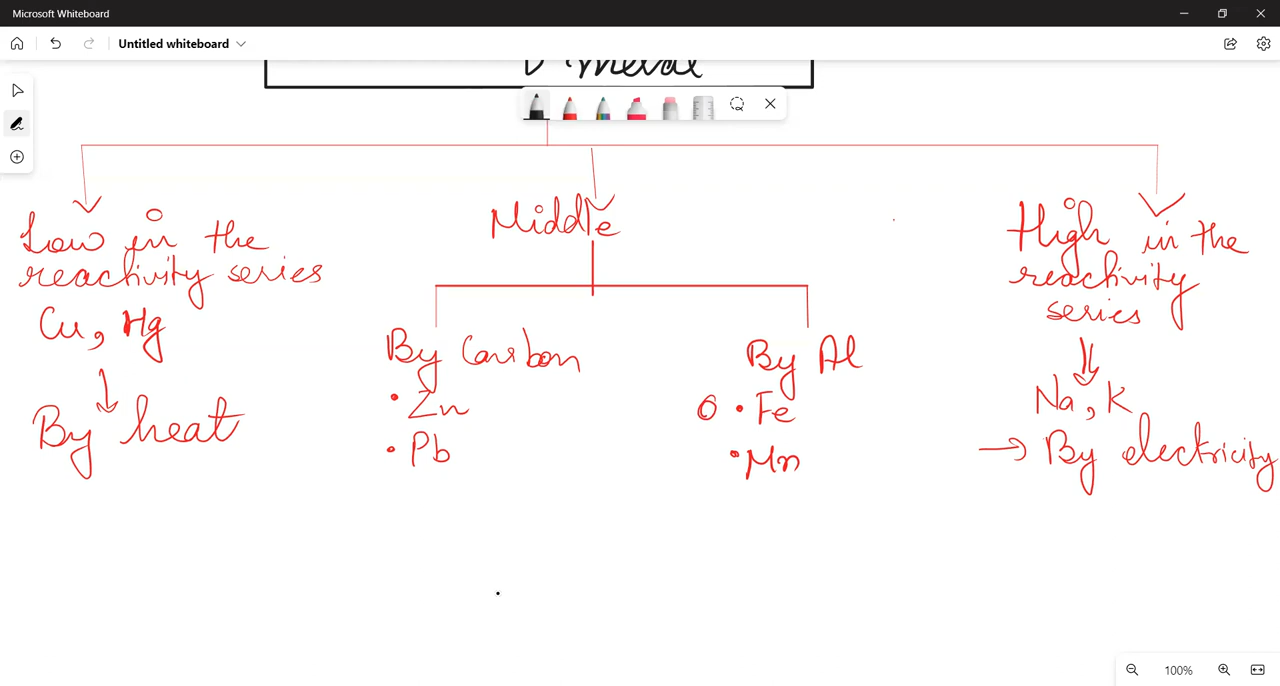 Microsoft Whiteboard
Untitled whiteboard
Metal
Low in the
reactivity series
Cu, Hg
By heat
Middle
By Carbon
• Zn
• Pb
By Al
• Fe
• Mn
High in the
reactivity
series
Na, K
→ By electricity
100%